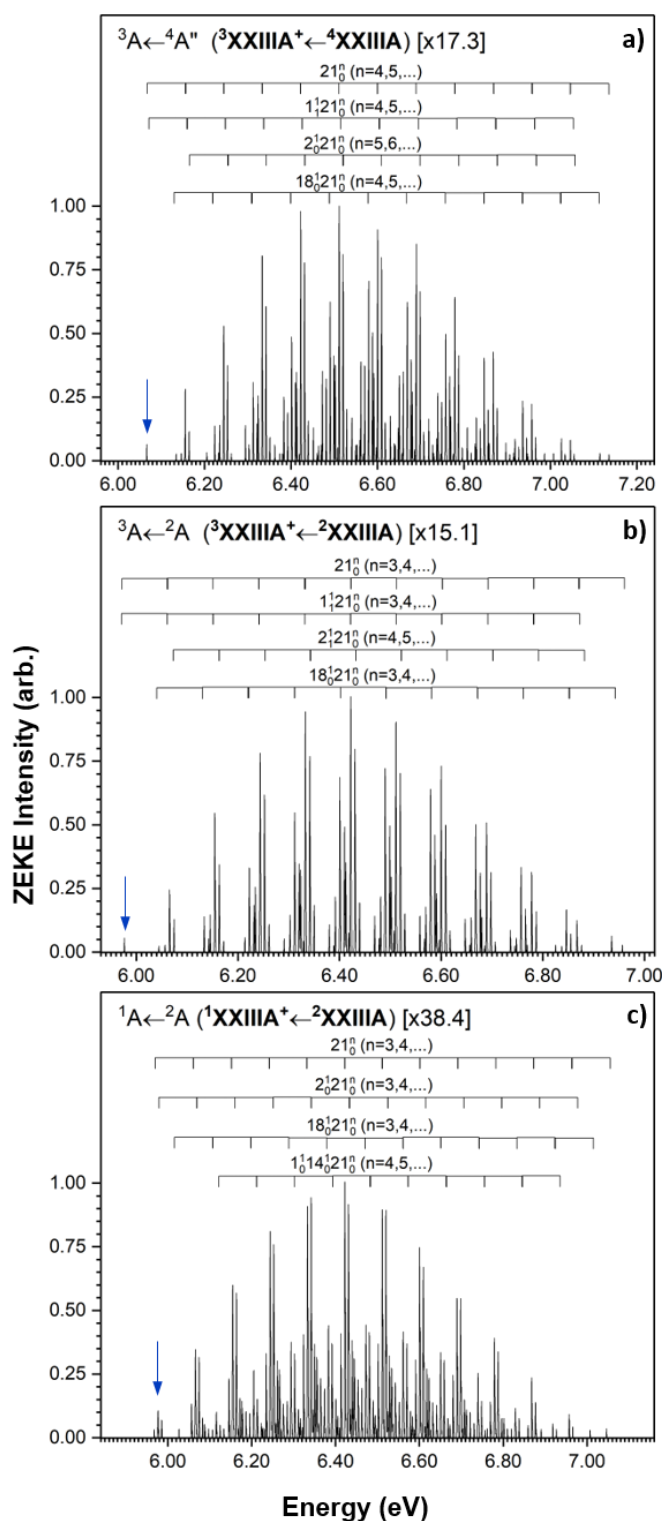 ³A←⁴A" (³XXIIIA⁺←⁴XXIIIA) [x17.3] a)
21₀ⁿ (n=4,5,...)
1₁¹21₀ⁿ (n=4,5,...)
2₀¹21₀ⁿ (n=5,6,...)
18₀¹21₀ⁿ (n=4,5,...)
1.00
0.75
0.50
0.25
0.00
6.00 6.20 6.40 6.60 6.80 7.00 7.20
³A←²A (³XXIIIA⁺←²XXIIIA) [x15.1] b)
21₀ⁿ (n=3,4,...)
1₁¹21₀ⁿ (n=3,4,...)
2₁¹21₀ⁿ (n=4,5,...)
18₀¹21₀ⁿ (n=3,4,...)
1.00
0.75
0.50
0.25
0.00
6.00 6.20 6.40 6.60 6.80 7.00
ZEKE Intensity (arb.)
¹A←²A (¹XXIIIA⁺←²XXIIIA) [x38.4] c)
21₀ⁿ (n=3,4,...)
2₀¹21₀ⁿ (n=3,4,...)
18₀¹21₀ⁿ (n=3,4,...)
1₀¹14₀¹21₀ⁿ (n=4,5,...)
1.00
0.75
0.50
0.25
0.00
6.00 6.20 6.40 6.60 6.80 7.00
Energy (eV)